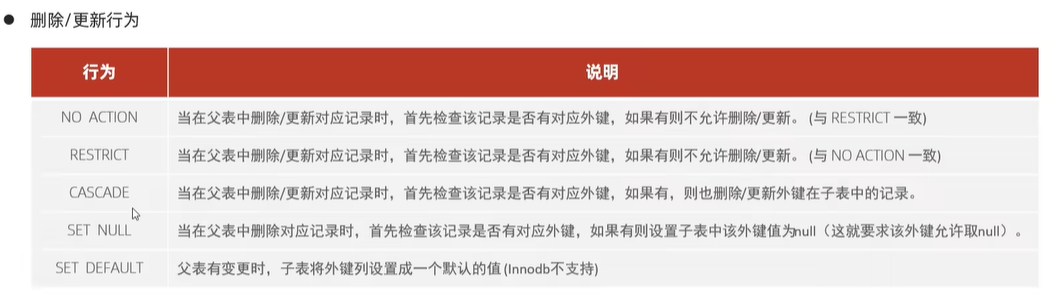 ● 删除/更新行为
行为 说明
NO ACTION 当在父表中删除/更新对应记录时，首先检查该记录是否有对应外键，如果有则不允许删除/更新。 (与 RESTRICT 一致)
RESTRICT 当在父表中删除/更新对应记录时，首先检查该记录是否有对应外键，如果有则不允许删除/更新。 (与 NO ACTION 一致)
CASCADE 当在父表中删除/更新对应记录时，首先检查该记录是否有对应外键，如果有，则也删除/更新外键在子表中的记录。
SET NULL 当在父表中删除对应记录时，首先检查该记录是否有对应外键，如果有则设置子表中该外键值为null（这就要求该外键允许取null）。
SET DEFAULT 父表有变更时，子表将外键列设置成一个默认的值 (Innodb不支持)